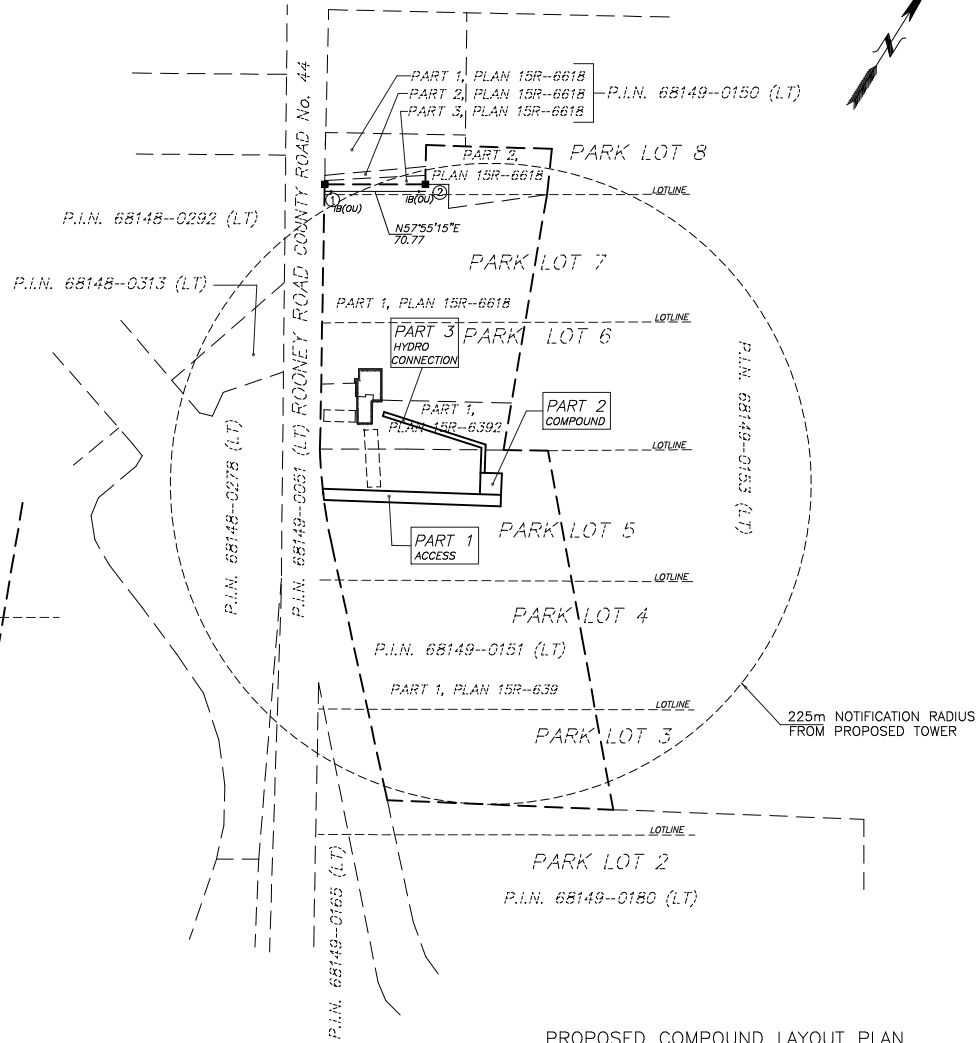 N
PART 1, PLAN 15R--6618
PART 2, PLAN 15R--6618
PART 3, PLAN 15R--6618
P.I.N. 68149--0150 (LT)
PART 2,
PLAN 15R--6618
PARK LOT 8
LOTLINE
1
IB(OU)
IB(OU)
2
N57°55'15"E
70.77
P.I.N. 68148--0292 (LT)
P.I.N. 68148--0313 (LT)
PARK LOT 7
PART 1, PLAN 15R--6618
LOTLINE
PART 3
HYDRO
CONNECTION
PARK LOT 6
PART 1,
PLAN 15R--6392
PART 2
COMPOUND
LOTLINE
P.I.N. 68149--0153 (LT)
P.I.N. 68148--0278 (LT)
P.I.N. 68149--0051 (LT) ROONEY ROAD COUNTY ROAD No. 44
PARK LOT 5
PART 1
ACCESS
LOTLINE
PARK LOT 4
P.I.N. 68149--0151 (LT)
PART 1, PLAN 15R--639
LOTLINE
PARK LOT 3
225m NOTIFICATION RADIUS
FROM PROPOSED TOWER
LOTLINE
PARK LOT 2
P.I.N. 68149--0180 (LT)
P.I.N. 68149--0165 (LT)
PROPOSED COMPOUND LAYOUT PLAN